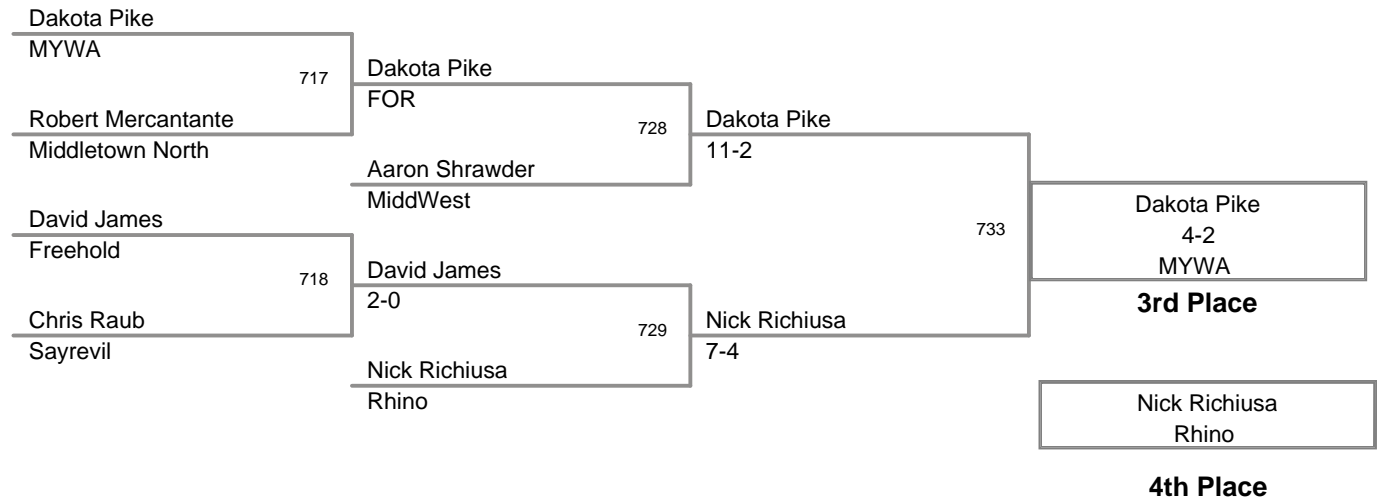 Dakota Pike
MYWA
717
Dakota Pike
FOR
Robert Mercantante
Middletown North
728
Dakota Pike
11-2
Aaron Shrawder
MiddWest
David James
Freehold
718
David James
2-0
Chris Raub
Sayrevil
729
Nick Richiusa
7-4
Nick Richiusa
Rhino
733
Dakota Pike
4-2
MYWA
3rd Place
Nick Richiusa
Rhino
4th Place